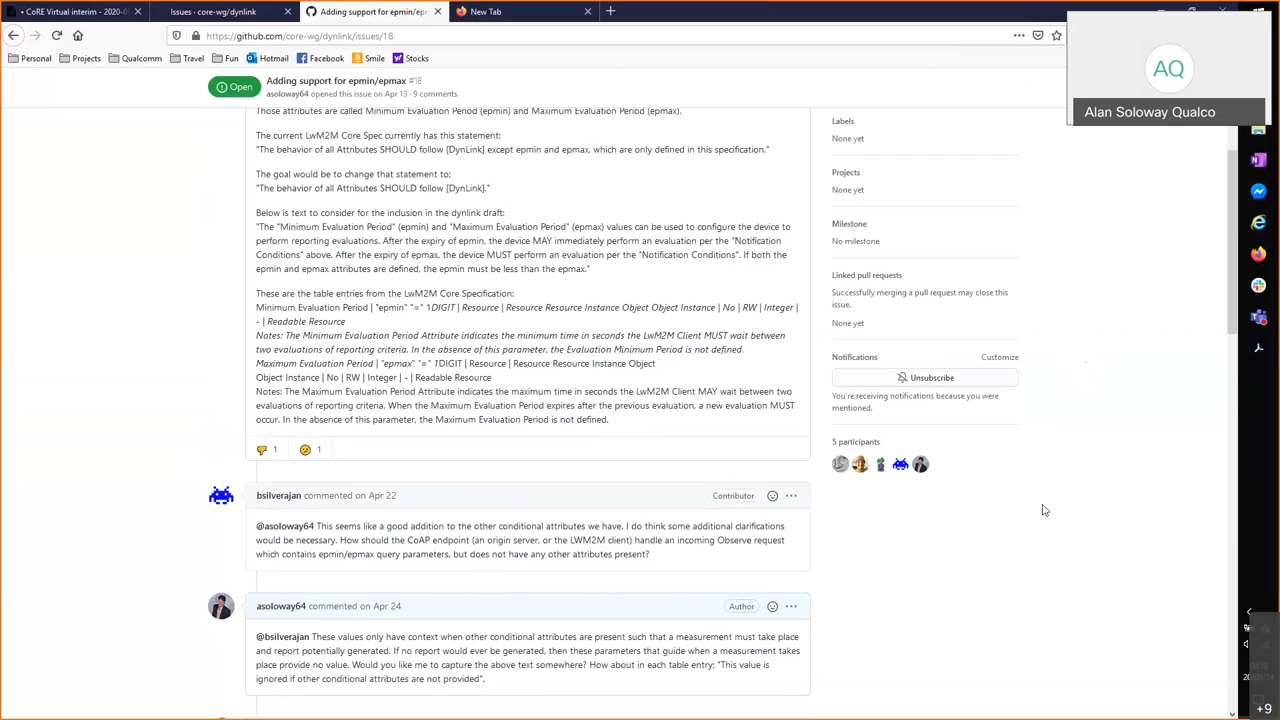 • CoRE Virtual interim - 2020-0
Issues · core-wg/dynlink
Adding support for epmin/epm
New Tab
https://github.com/core-wg/dynlink/issues/18
Personal
Projects
Qualcomm
Travel
Fun
Hotmail
Facebook
Smile
Stocks
AQ
Alan Soloway Qualco
Open
Adding support for epmin/epmax #18
asoloway64 opened this issue on Apr 13 · 9 comments
Those attributes are called Minimum Evaluation Period (epmin) and Maximum Evaluation Period (epmax).
The current LwM2M Core Spec currently has this statement:
"The behavior of all Attributes SHOULD follow [DynLink] except epmin and epmax, which are only defined in this specification."
The goal would be to change that statement to:
"The behavior of all Attributes SHOULD follow [DynLink]."
Below is text to consider for the inclusion in the dynlink draft:
"The "Minimum Evaluation Period" (epmin) and "Maximum Evaluation Period" (epmax) values can be used to configure the device to
perform reporting evaluations. After the expiry of epmin, the device MAY immediately perform an evaluation per the "Notification
Conditions" above. After the expiry of epmax, the device MUST perform an evaluation per the "Notification Conditions". If both the
epmin and epmax attributes are defined, the epmin must be less than the epmax."
These are the table entries from the LwM2M Core Specification:
Minimum Evaluation Period | "epmin" "=" 1DIGIT | Resource | Resource Resource Instance Object Object Instance | No | RW | Integer |
- | Readable Resource
Notes: The Minimum Evaluation Period Attribute indicates the minimum time in seconds the LwM2M Client MUST wait between
two evaluations of reporting criteria. In the absence of this parameter, the Evaluation Minimum Period is not defined.
Maximum Evaluation Period | "epmax" "=" 1DIGIT | Resource | Resource Resource Instance Object
Object Instance | No | RW | Integer | - | Readable Resource
Notes: The Maximum Evaluation Period Attribute indicates the maximum time in seconds the LwM2M Client MAY wait between two
evaluations of reporting criteria. When the Maximum Evaluation Period expires after the previous evaluation, a new evaluation MUST
occur. In the absence of this parameter, the Maximum Evaluation Period is not defined.
1
1
bsilverajan commented on Apr 22
Contributor
@asoloway64 This seems like a good addition to the other conditional attributes we have. I do think some additional clarifications
would be necessary. How should the CoAP endpoint (an origin server, or the LWM2M client) handle an incoming Observe request
which contains epmin/epmax query parameters, but does not have any other attributes present?
asoloway64 commented on Apr 24
Author
@bsilverajan These values only have context when other conditional attributes are present such that a measurement must take place
and report potentially generated. If no report would ever be generated, then these parameters that guide when a measurement takes
place provide no value. Would you like me to capture the above text somewhere? How about in each table entry: "This value is
ignored if other conditional attributes are not provided".
Labels
None yet
Projects
None yet
Milestone
No milestone
Linked pull requests
Successfully merging a pull request may close this
issue.
None yet
Notifications
Customize
Unsubscribe
You're receiving notifications because you were
mentioned.
5 participants
+9